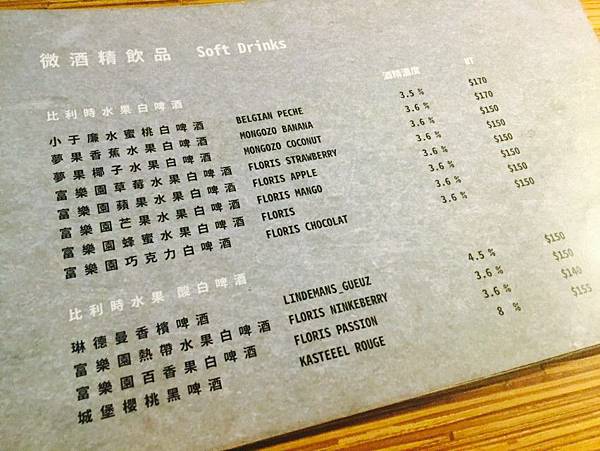 微酒精飲品 Soft Drinks
酒精濃度 NT
比利時水果白啤酒
小于廉水蜜桃白啤酒 BELGIAN PECHE 3.5 % $170
夢果香蕉水果白啤酒 MONGOZO BANANA 3.6 % $170
夢果椰子水果白啤酒 MONGOZO COCONUT 3.6 % $150
富樂園草莓水果白啤酒 FLORIS STRAWBERRY 3.6 % $150
富樂園蘋果水果白啤酒 FLORIS APPLE 3.6 % $150
富樂園芒果水果白啤酒 FLORIS MANGO 3.6 % $150
富樂園蜂蜜水果白啤酒 FLORIS 3.6 % $150
富樂園巧克力白啤酒 FLORIS CHOCOLAT 3.6 % $150
比利時水果 酸白啤酒
琳德曼香檳啤酒 LINDEMANS_GUEUZ 4.5 % $150
富樂園熱帶水果白啤酒 FLORIS NINKEBERRY 3.6 % $150
富樂園百香果白啤酒 FLORIS PASSION 3.6 % $140
城堡櫻桃黑啤酒 KASTEEEL ROUGE 8 % $155